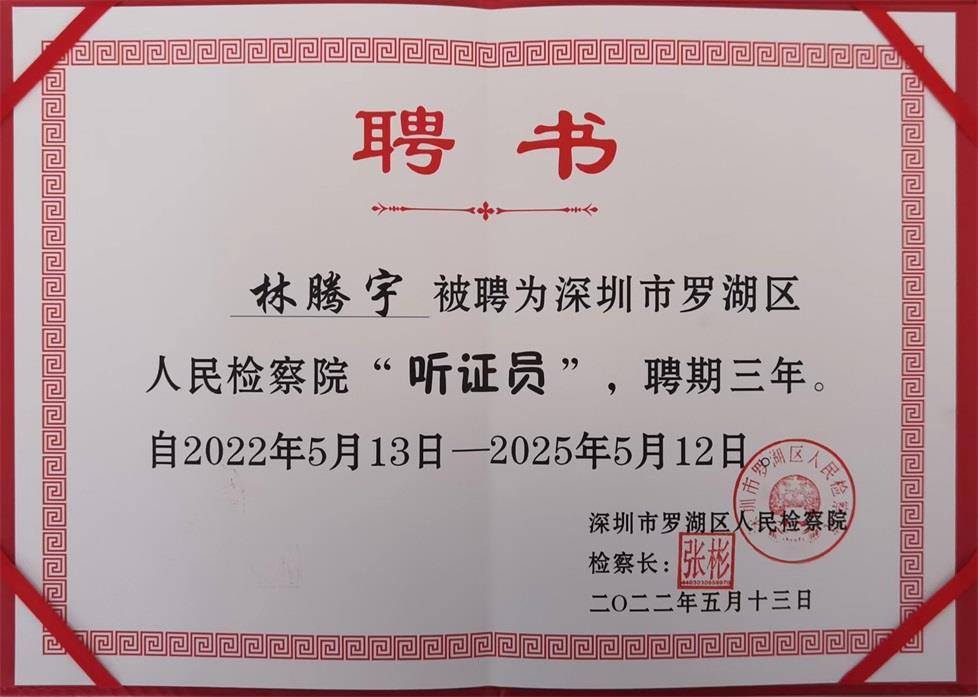 聘书
林腾宇 被聘为深圳市罗湖区
人民检察院“听证员”，聘期三年。
自2022年5月13日—2025年5月12日。
深圳市罗湖区人民检察院
检察长：张彬
二〇二二年五月十三日